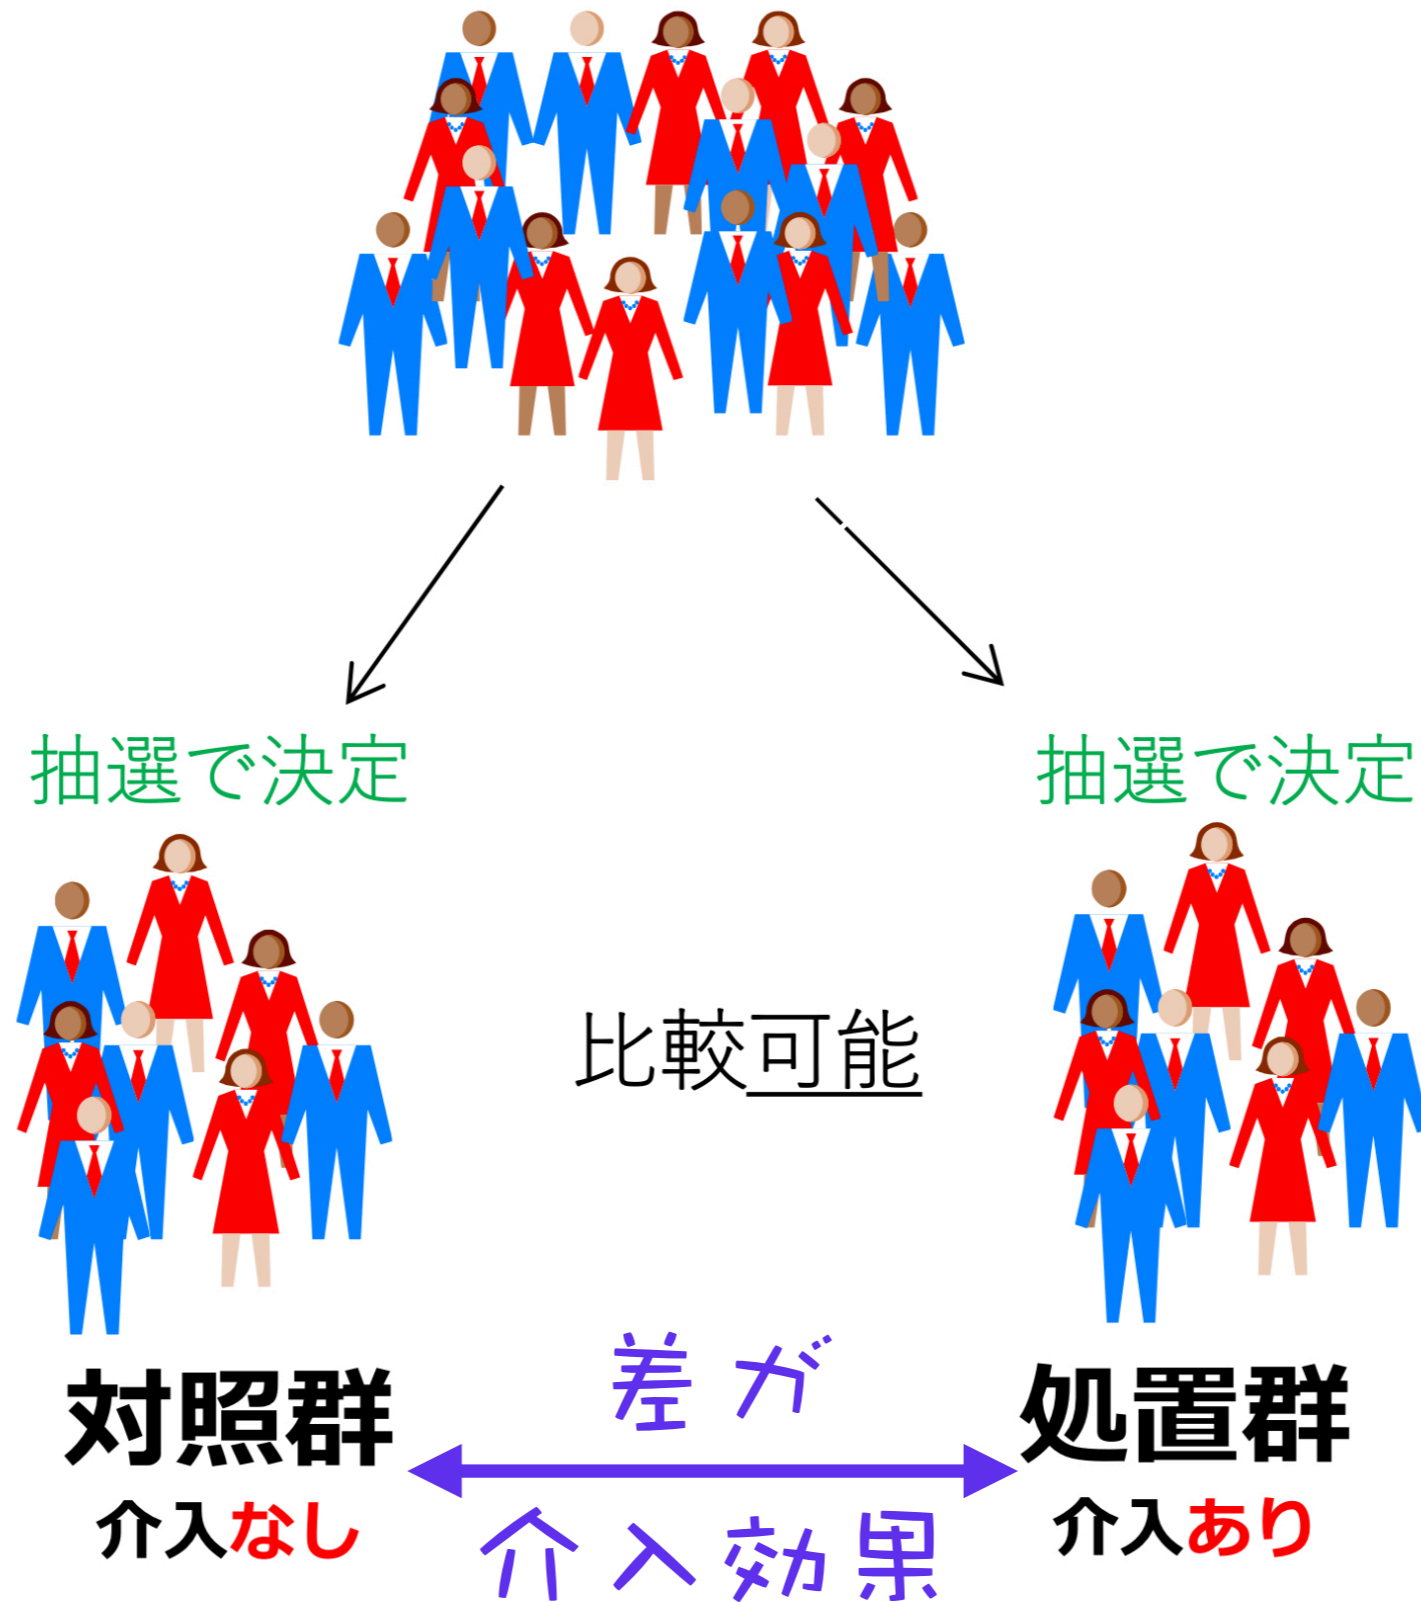 抽選で決定
抽選で決定
比較可能
対照群
介入なし
差が
介入効果
処置群
介入あり